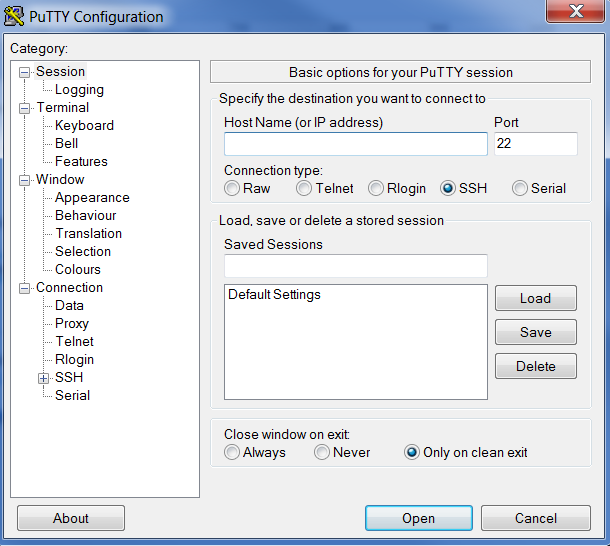 PuTTY Configuration
Category:
Session
Logging
Terminal
Keyboard
Bell
Features
Window
Appearance
Behaviour
Translation
Selection
Colours
Connection
Data
Proxy
Telnet
Rlogin
SSH
Serial
Basic options for your PuTTY session
Specify the destination you want to connect to
Host Name (or IP address) Port
22
Connection type:
Raw Telnet Rlogin SSH Serial
Load, save or delete a stored session
Saved Sessions
Default Settings
Load
Save
Delete
Close window on exit:
Always Never Only on clean exit
About Open Cancel